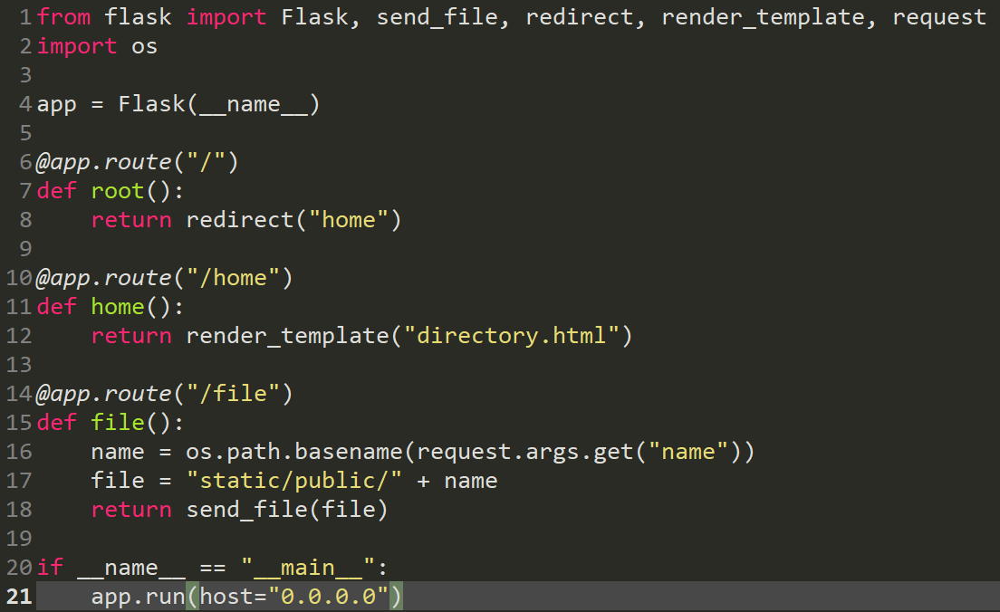 1 from flask import Flask, send_file, redirect, render_template, request
2 import os
3
4 app = Flask(__name__)
5
6 @app.route("/")
7 def root():
8     return redirect("home")
9
10 @app.route("/home")
11 def home():
12     return render_template("directory.html")
13
14 @app.route("/file")
15 def file():
16     name = os.path.basename(request.args.get("name"))
17     file = "static/public/" + name
18     return send_file(file)
19
20 if __name__ == "__main__":
21     app.run(host="0.0.0.0")